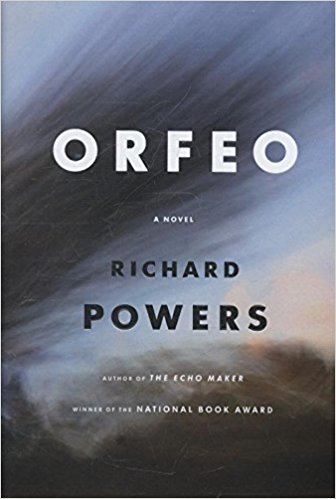 ORFEO
A NOVEL
RICHARD
POWERS
AUTHOR OF THE ECHO MAKER
WINNER OF THE NATIONAL BOOK AWARD